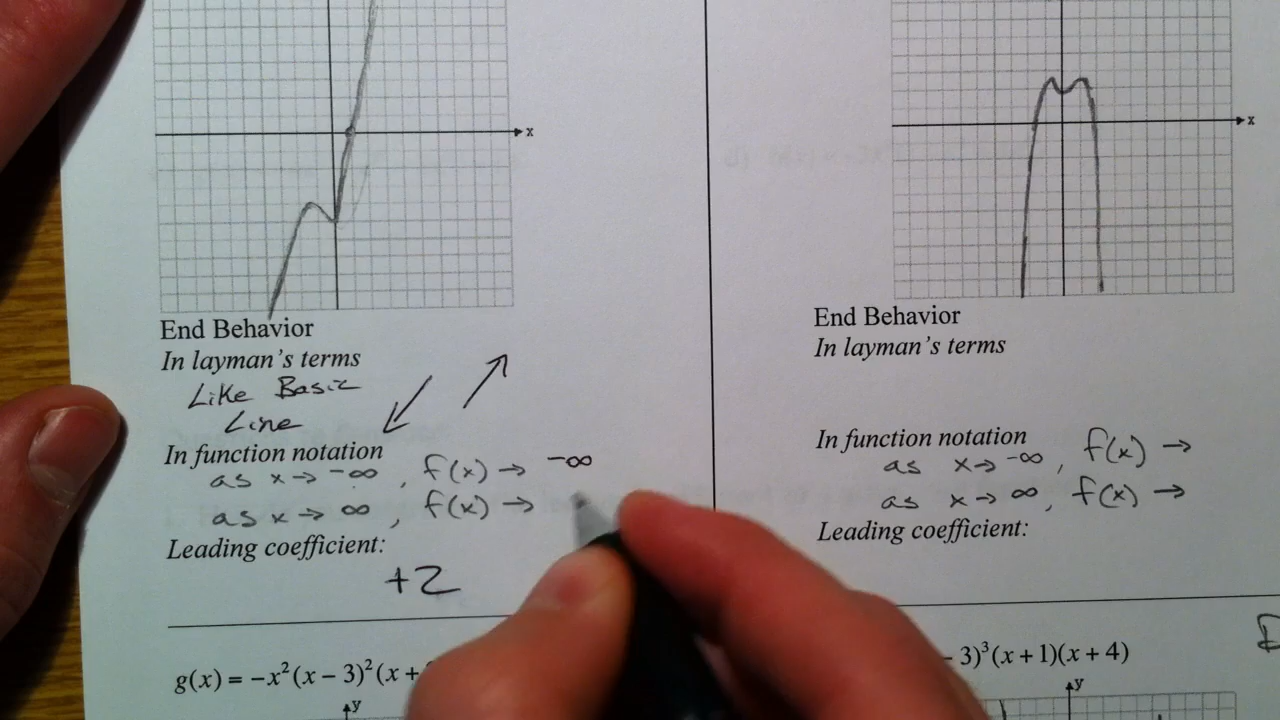 x
End Behavior
In layman's terms
Like Basic
Line
In function notation
as x → -∞, f(x) → -∞
as x → ∞, f(x) →
Leading coefficient:
+2
g(x) = −x²(x − 3)²(x +
y
x
End Behavior
In layman's terms
In function notation
as x → -∞, f(x) →
as x → ∞, f(x) →
Leading coefficient:
− 3)³(x + 1)(x + 4)
y